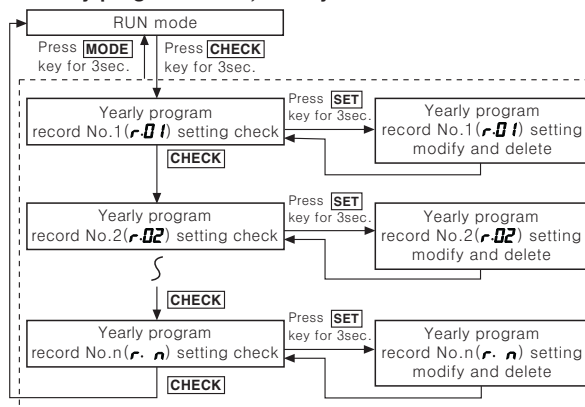 RUN mode
Press MODE
key for 3sec.
Press CHECK
key for 3sec.
Yearly program
record No.1(r.01) setting check
Press SET
key for 3sec.
Yearly program
record No.1(r.01) setting
modify and delete
CHECK
Yearly program
record No.2(r.02) setting check
Press SET
key for 3sec.
Yearly program
record No.2(r.02) setting
modify and delete
CHECK
Yearly program
record No.n(r. n) setting check
Press SET
key for 3sec.
Yearly program
record No.n(r. n) setting
modify and delete
CHECK